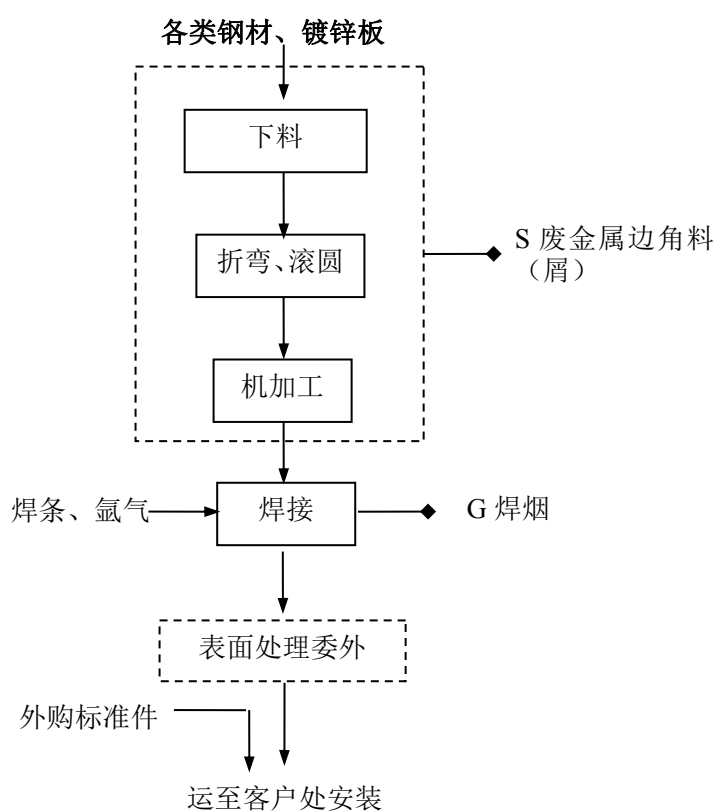 各类钢材、镀锌板
下料
折弯、滚圆
S 废金属边角料
（屑）
机加工
焊条、氩气
焊接
G 焊烟
表面处理委外
外购标准件
运至客户处安装